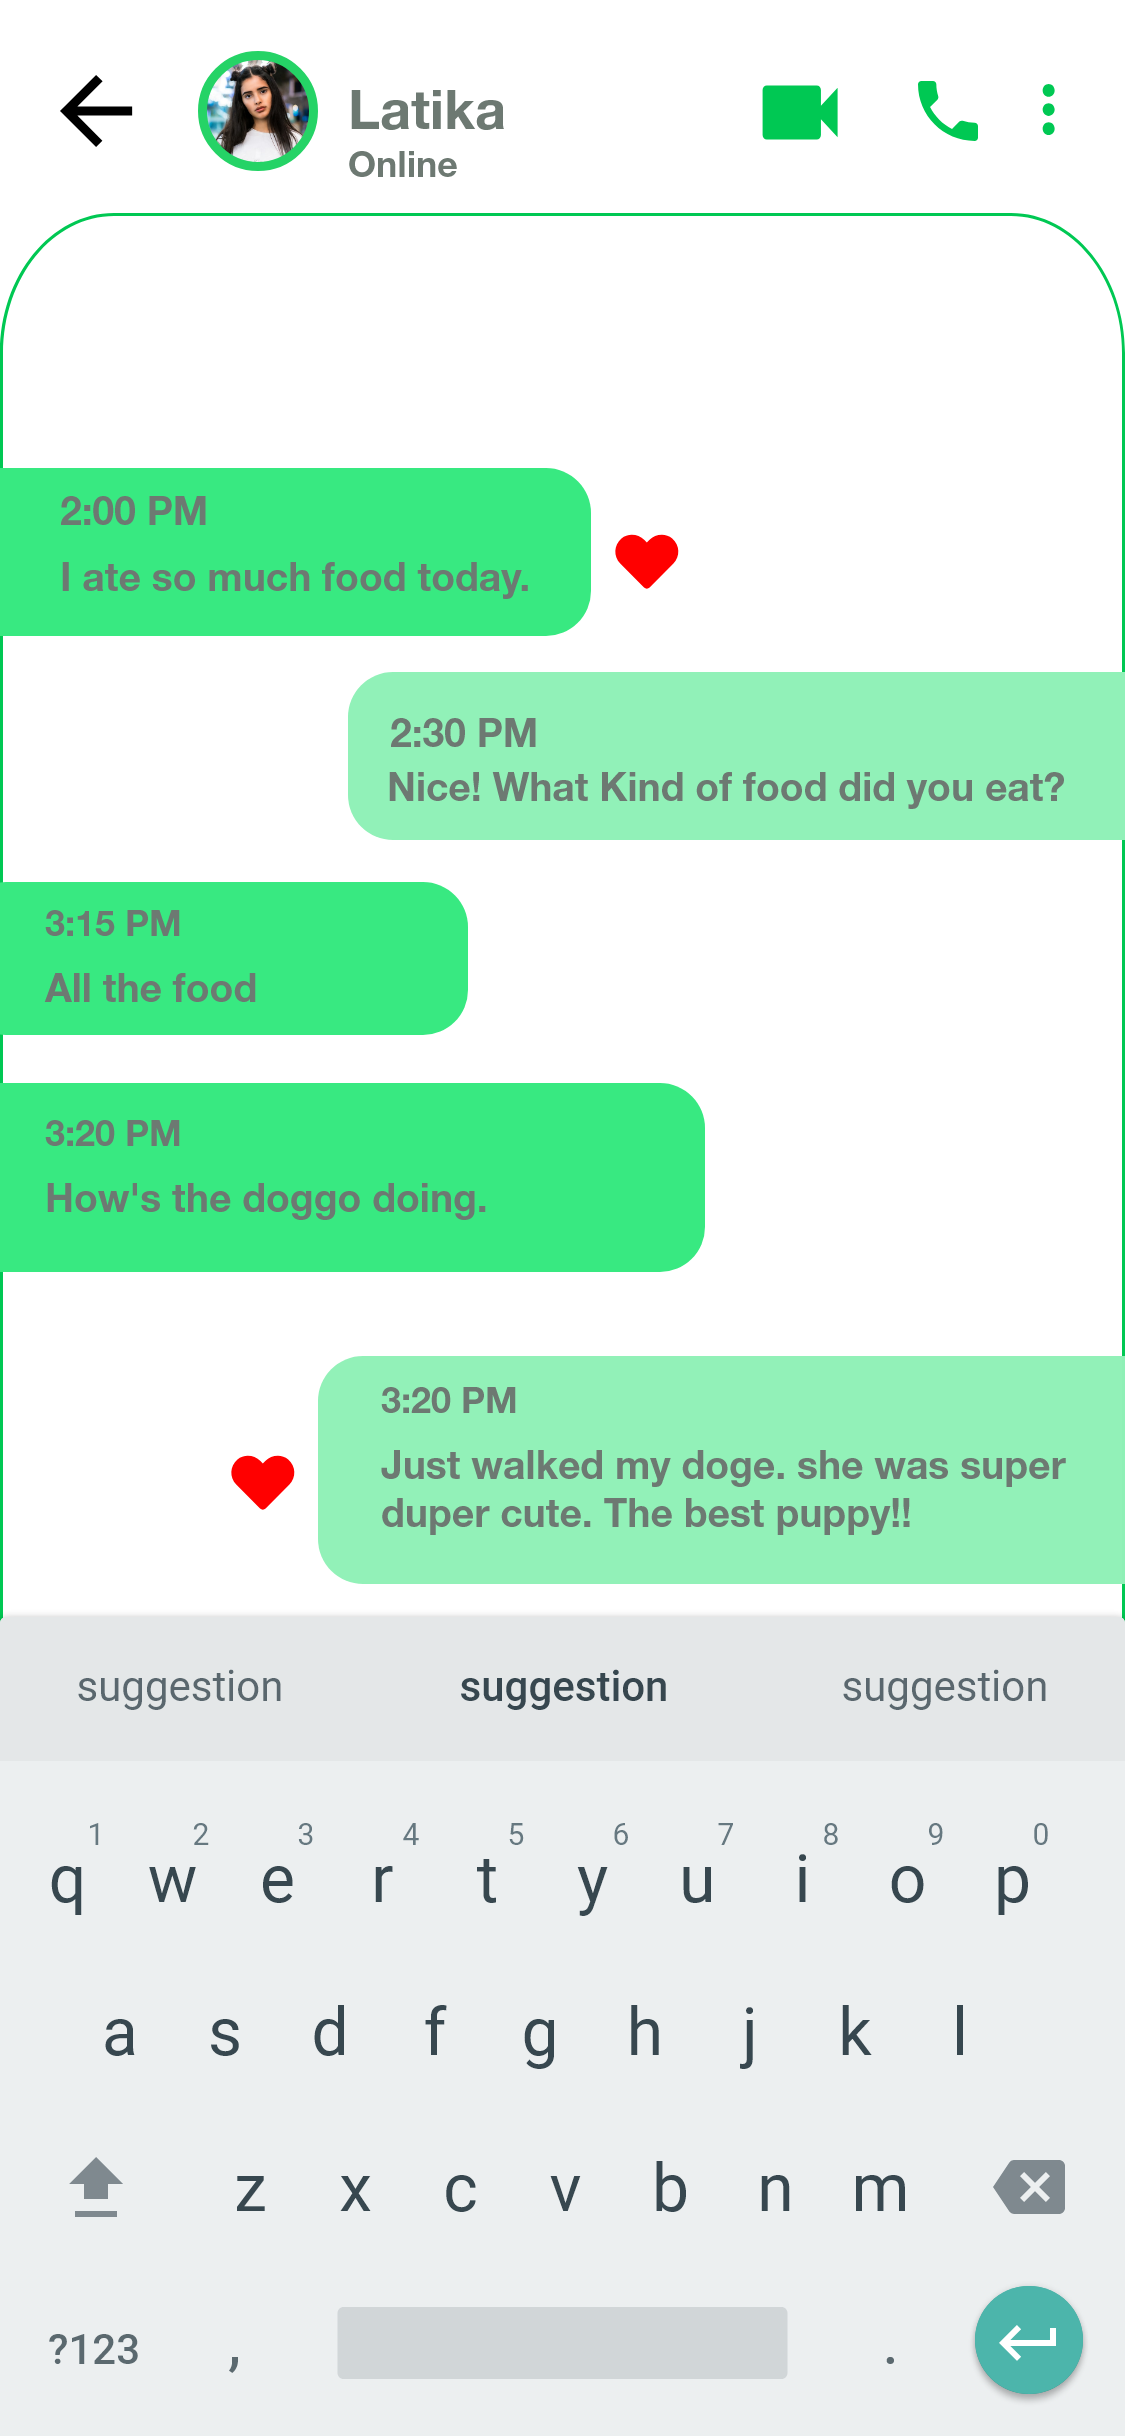 Latika
Online
2:00 PM
I ate so much food today.
2:30 PM
Nice! What Kind of food did you eat?
3:15 PM
All the food
3:20 PM
How's the doggo doing.
3:20 PM
Just walked my doge. she was super
duper cute. The best puppy!!
suggestion suggestion suggestion
1 2 3 4 5 6 7 8 9 0
q w e r t y u i o p
a s d f g h j k l
z x c v b n m
?123 , .